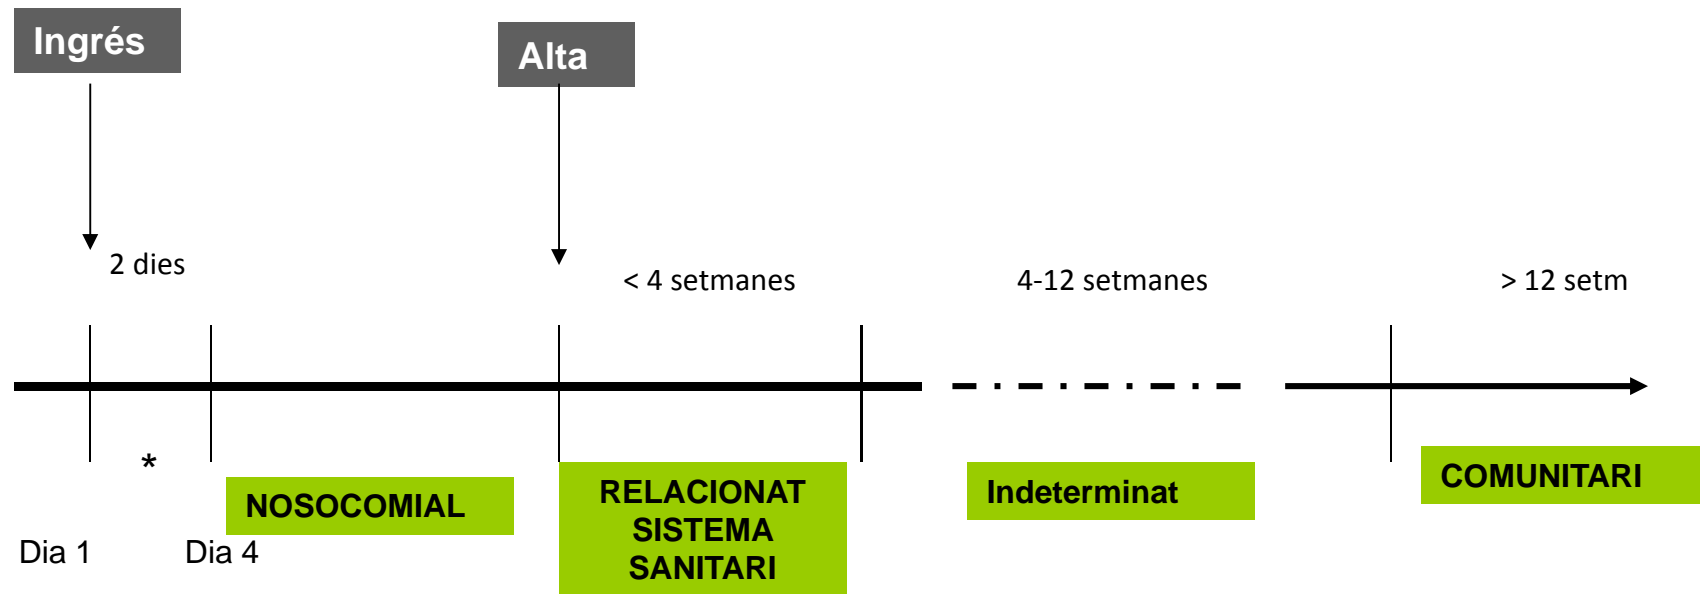 Ingrés
Alta
2 dies
< 4 setmanes
4-12 setmanes
> 12 setm
*
NOSOCOMIAL
RELACIONAT
SISTEMA
SANITARI
Indeterminat
COMUNITARI
Dia 1
Dia 4